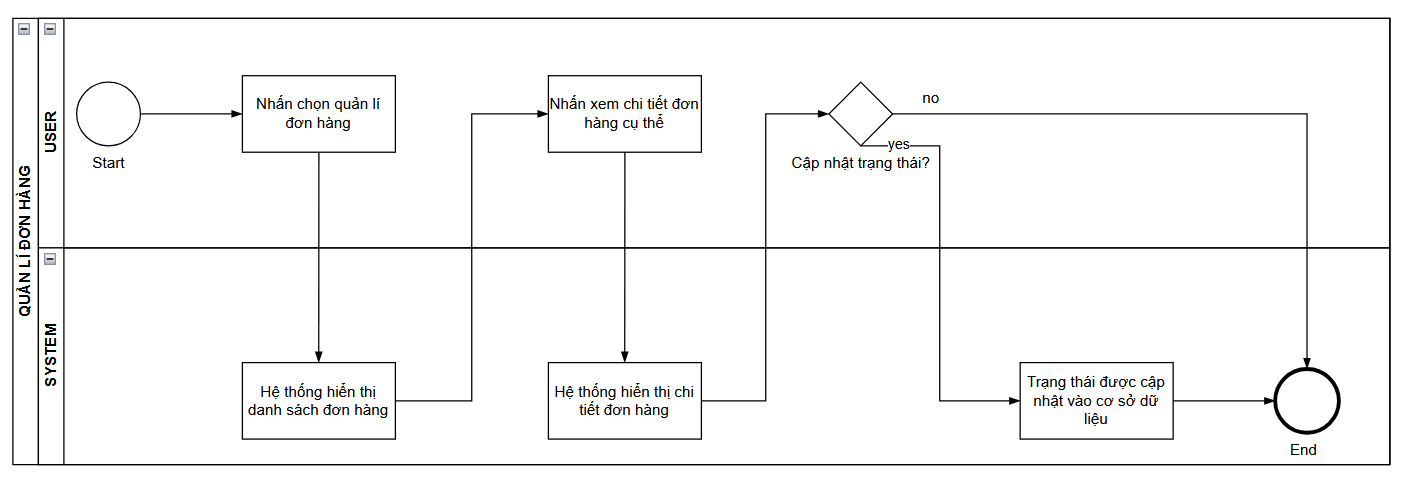 QUẢN LÍ ĐƠN HÀNG
USER
Start
Nhấn chọn quản lí
đơn hàng
Nhấn xem chi tiết đơn
hàng cụ thể
no
yes
Cập nhật trạng thái?
SYSTEM
Hệ thống hiển thị
danh sách đơn hàng
Hệ thống hiển thị chi
tiết đơn hàng
Trạng thái được cập
nhật vào cơ sở dữ
liệu
End